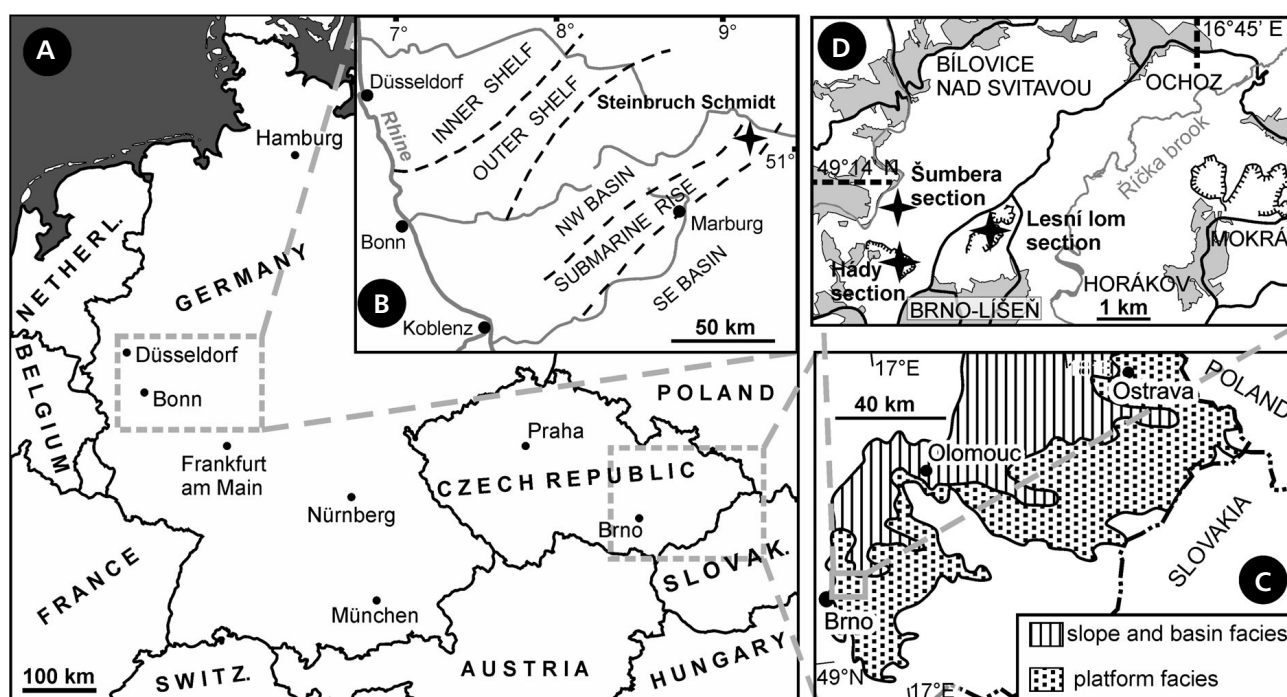 A
Hamburg
NETHERL.
GERMANY
BELGIUM
Düsseldorf
Bonn
Frankfurt
am Main
Nürnberg
München
FRANCE
SWITZ.
AUSTRIA
HUNGARY
SLOVAK.
POLAND
CZECH REPUBLIC
Praha
Brno
100 km
B
7°
8°
9°
51°
Düsseldorf
Rhine
INNER SHELF
OUTER SHELF
Steinbruch Schmidt
NW BASIN
SUBMARINE RISE
SE BASIN
Bonn
Marburg
Koblenz
50 km
D
16°45’ E
BÍLOVICE
NAD SVITAVOU
OCHOZ
Říčka brook
49°14’ N
Šumbera
section
Lesní lom
section
Hády
section
MOKRÁ
HORÁKOV
BRNO-LÍŠEŇ
1 km
17°E
18°E
Ostrava
POLAND
40 km
Olomouc
SLOVAKIA
C
Brno
49°N
17°E
slope and basin facies
platform facies